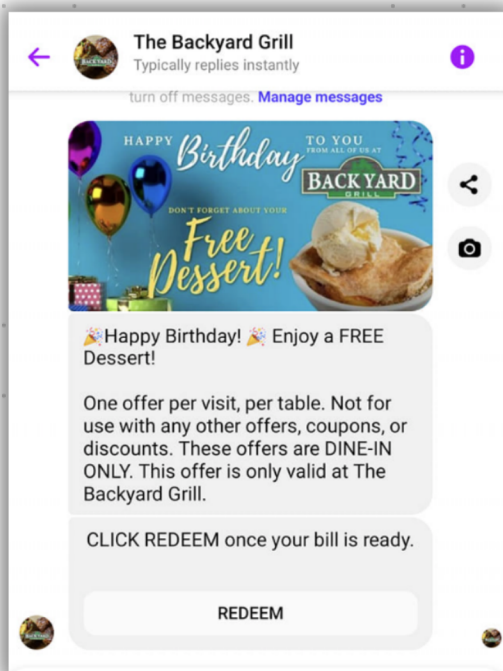 The Backyard Grill
Typically replies instantly
turn off messages. Manage messages
HAPPY Birthday TO YOU
FROM ALL OF US AT
BACK YARD
GRILL
DON'T FORGET ABOUT YOUR
Free
Dessert!
🎉Happy Birthday! 🎉 Enjoy a FREE
Dessert!
One offer per visit, per table. Not for
use with any other offers, coupons, or
discounts. These offers are DINE-IN
ONLY. This offer is only valid at The
Backyard Grill.
CLICK REDEEM once your bill is ready.
REDEEM